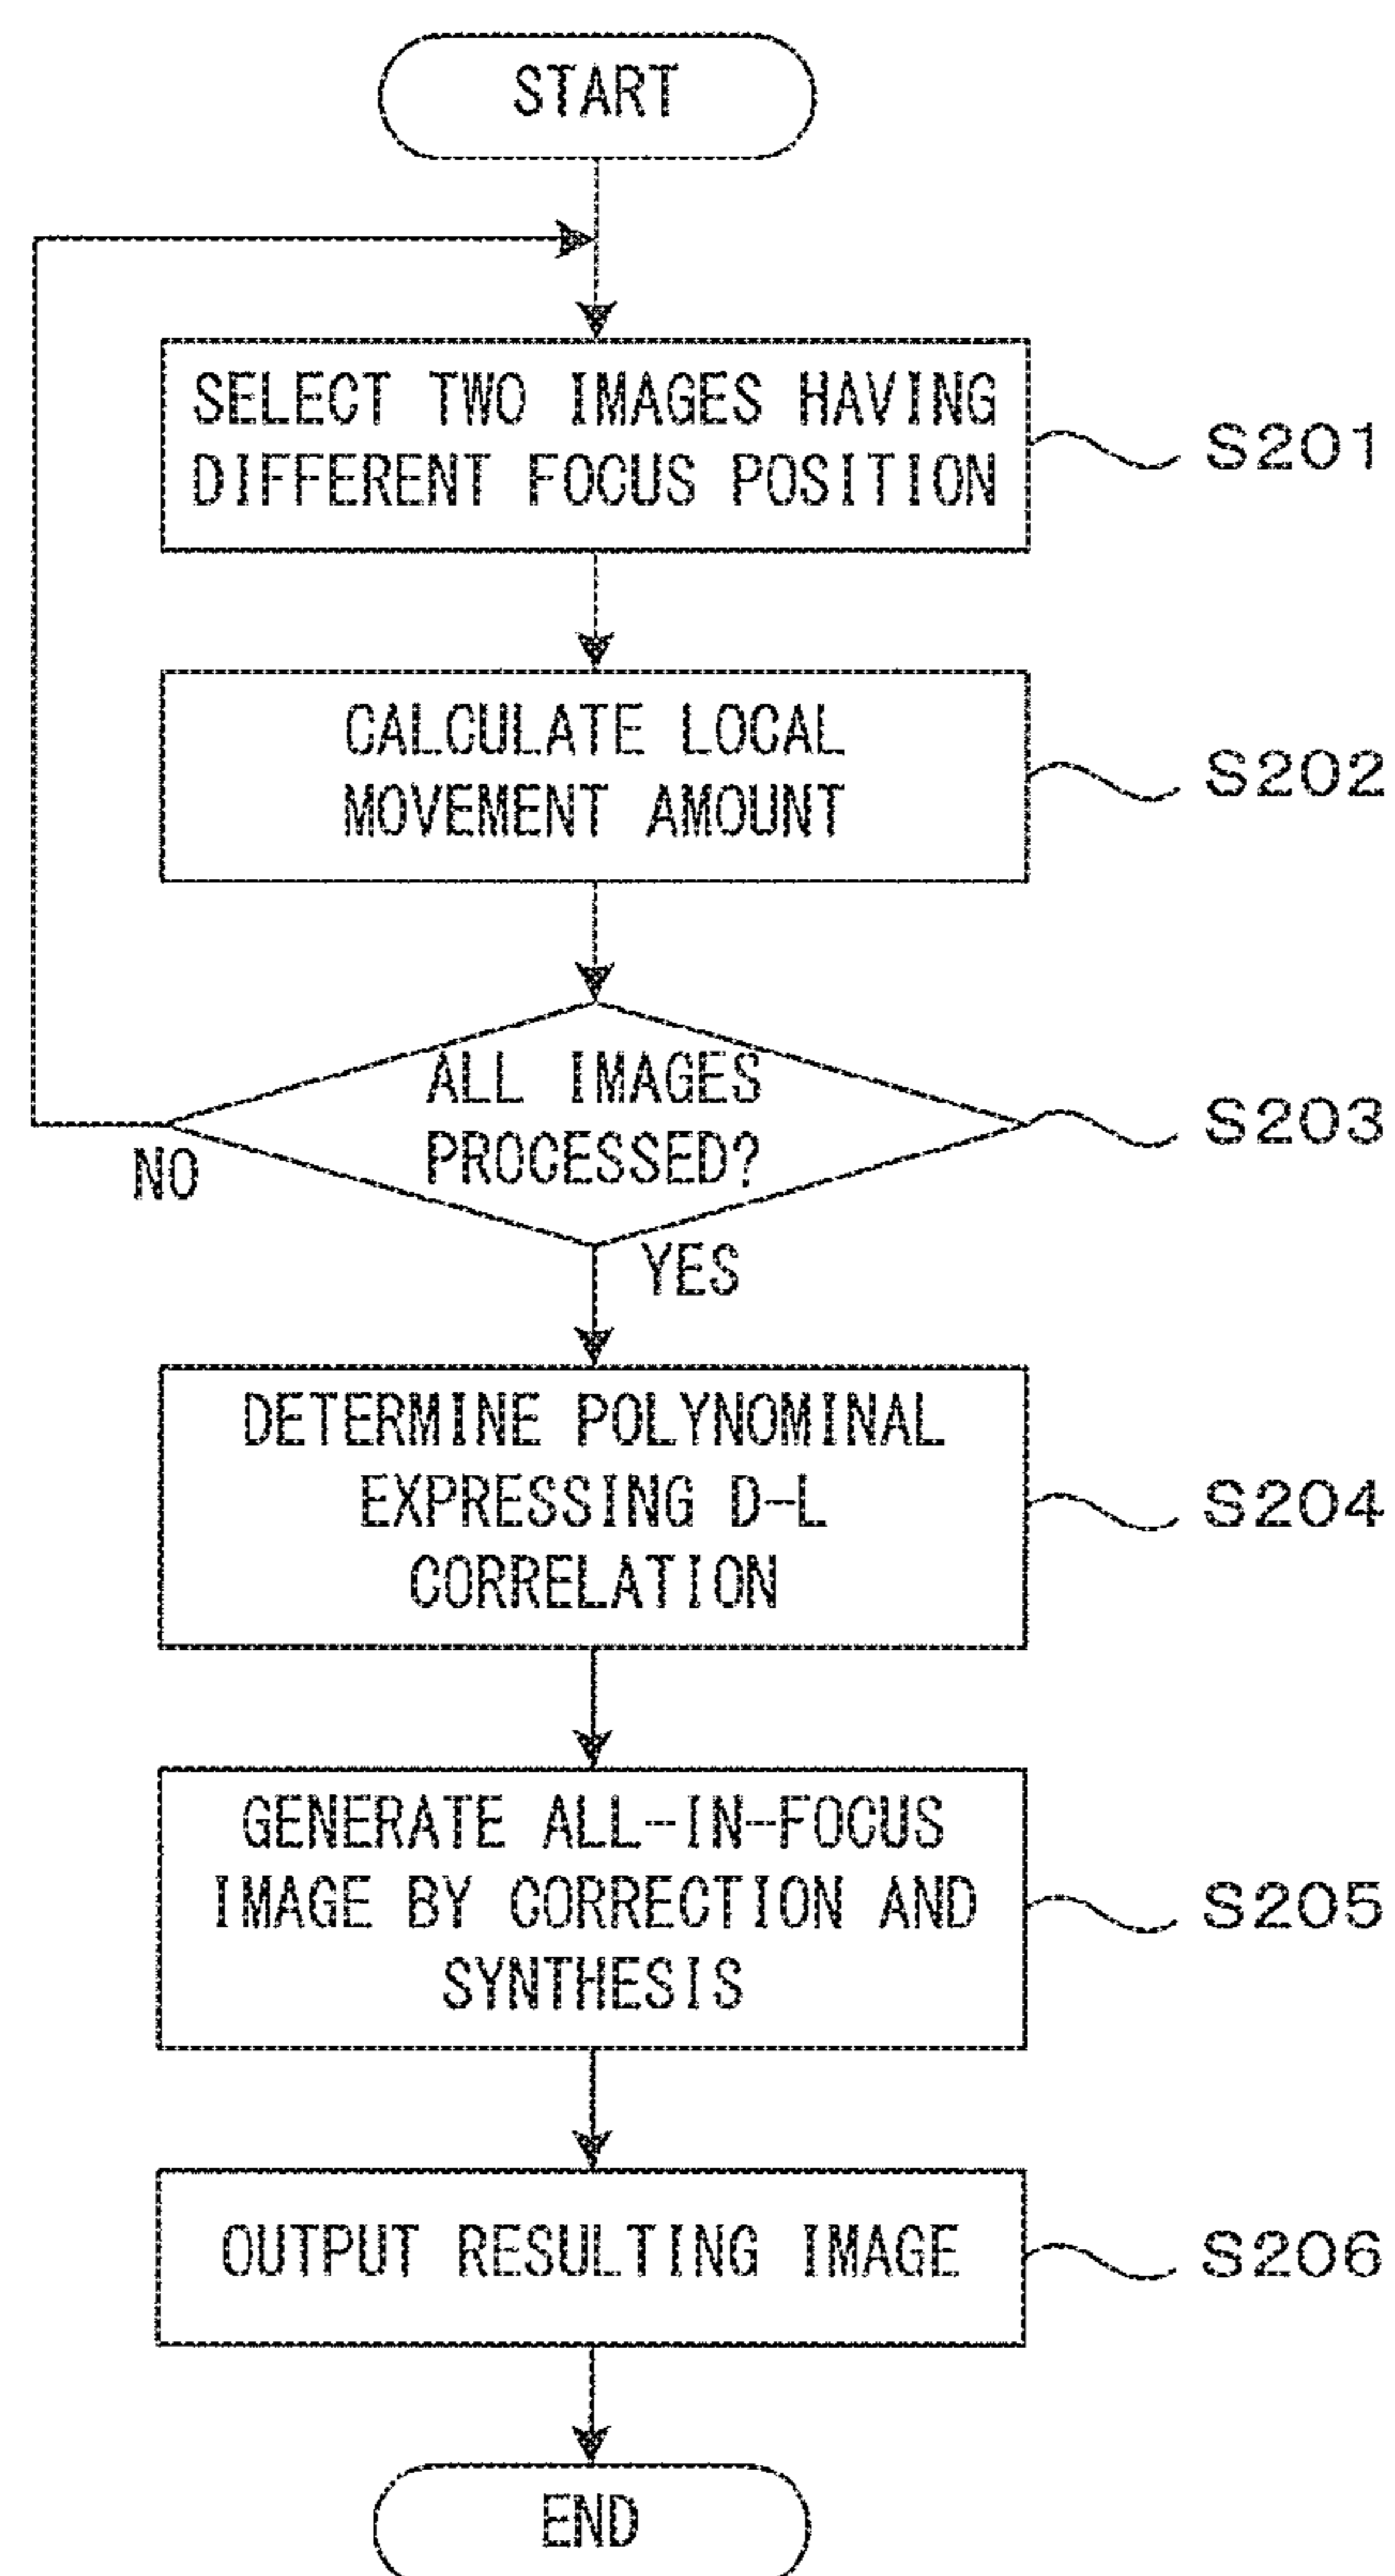 START
SELECT TWO IMAGES HAVING
DIFFERENT FOCUS POSITION
S201
CALCULATE LOCAL
MOVEMENT AMOUNT
S202
ALL IMAGES
PROCESSED?
S203
NO
YES
DETERMINE POLYNOMINAL
EXPRESSING D-L
CORRELATION
S204
GENERATE ALL-IN-FOCUS
IMAGE BY CORRECTION AND
SYNTHESIS
S205
OUTPUT RESULTING IMAGE
S206
END